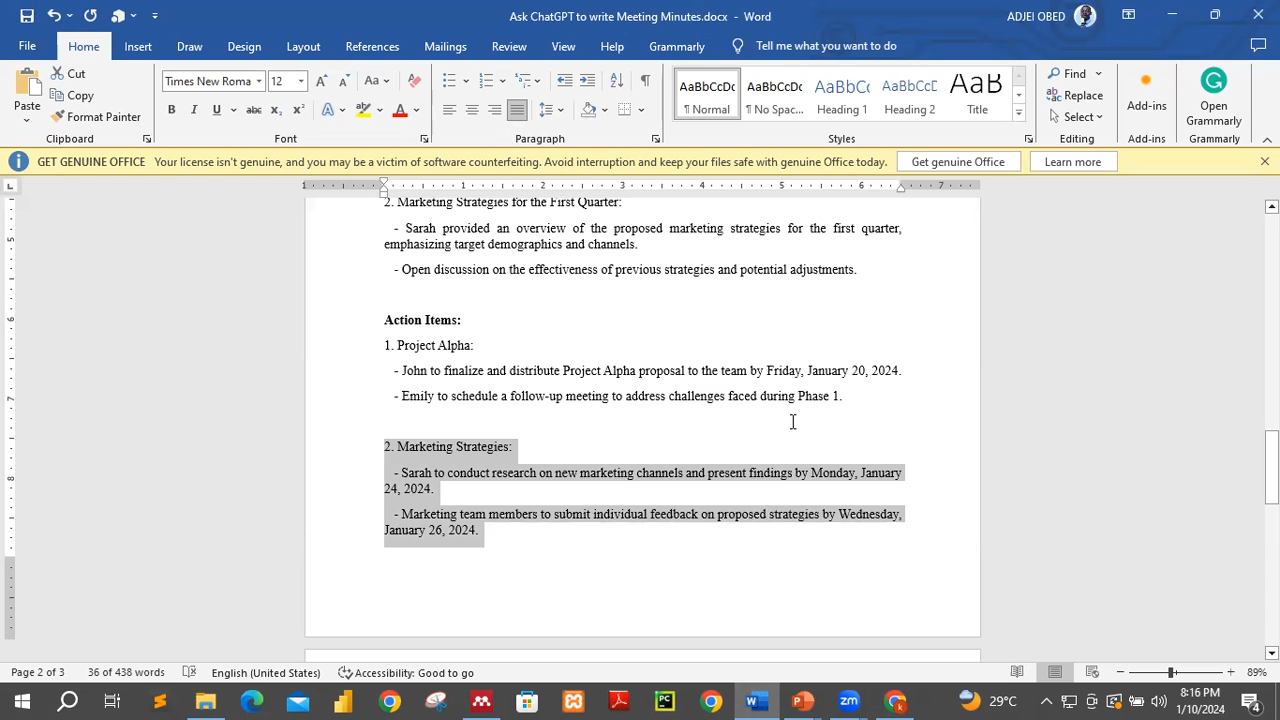 Ask ChatGPT to write Meeting Minutes.docx - Word
ADJEI OBED
File Home Insert Draw Design Layout References Mailings Review View Help Grammarly Tell me what you want to do
Paste
Cut
Copy
Format Painter
Clipboard
Times New Roma 12
Font
Paragraph
AaBbCcDc AaBbCcDc AaBbC AaBbCcD AaB
¶ Normal ¶ No Spac... Heading 1 Heading 2 Title
Styles
Find
Replace
Select
Editing
Add-ins
Add-ins
Open
Grammarly
Grammarly
GET GENUINE OFFICE Your license isn't genuine, and you may be a victim of software counterfeiting. Avoid interruption and keep your files safe with genuine Office today. Get genuine Office Learn more
1 1 2 3 4 5 6 7
2. Marketing Strategies for the First Quarter:
- Sarah provided an overview of the proposed marketing strategies for the first quarter,
emphasizing target demographics and channels.
- Open discussion on the effectiveness of previous strategies and potential adjustments.
Action Items:
1. Project Alpha:
- John to finalize and distribute Project Alpha proposal to the team by Friday, January 20, 2024.
- Emily to schedule a follow-up meeting to address challenges faced during Phase 1.
2. Marketing Strategies:
- Sarah to conduct research on new marketing channels and present findings by Monday, January
24, 2024.
- Marketing team members to submit individual feedback on proposed strategies by Wednesday,
January 26, 2024.
Page 2 of 3 36 of 438 words English (United States) Accessibility: Good to go 89%
29°C
8:16 PM
1/10/2024
4